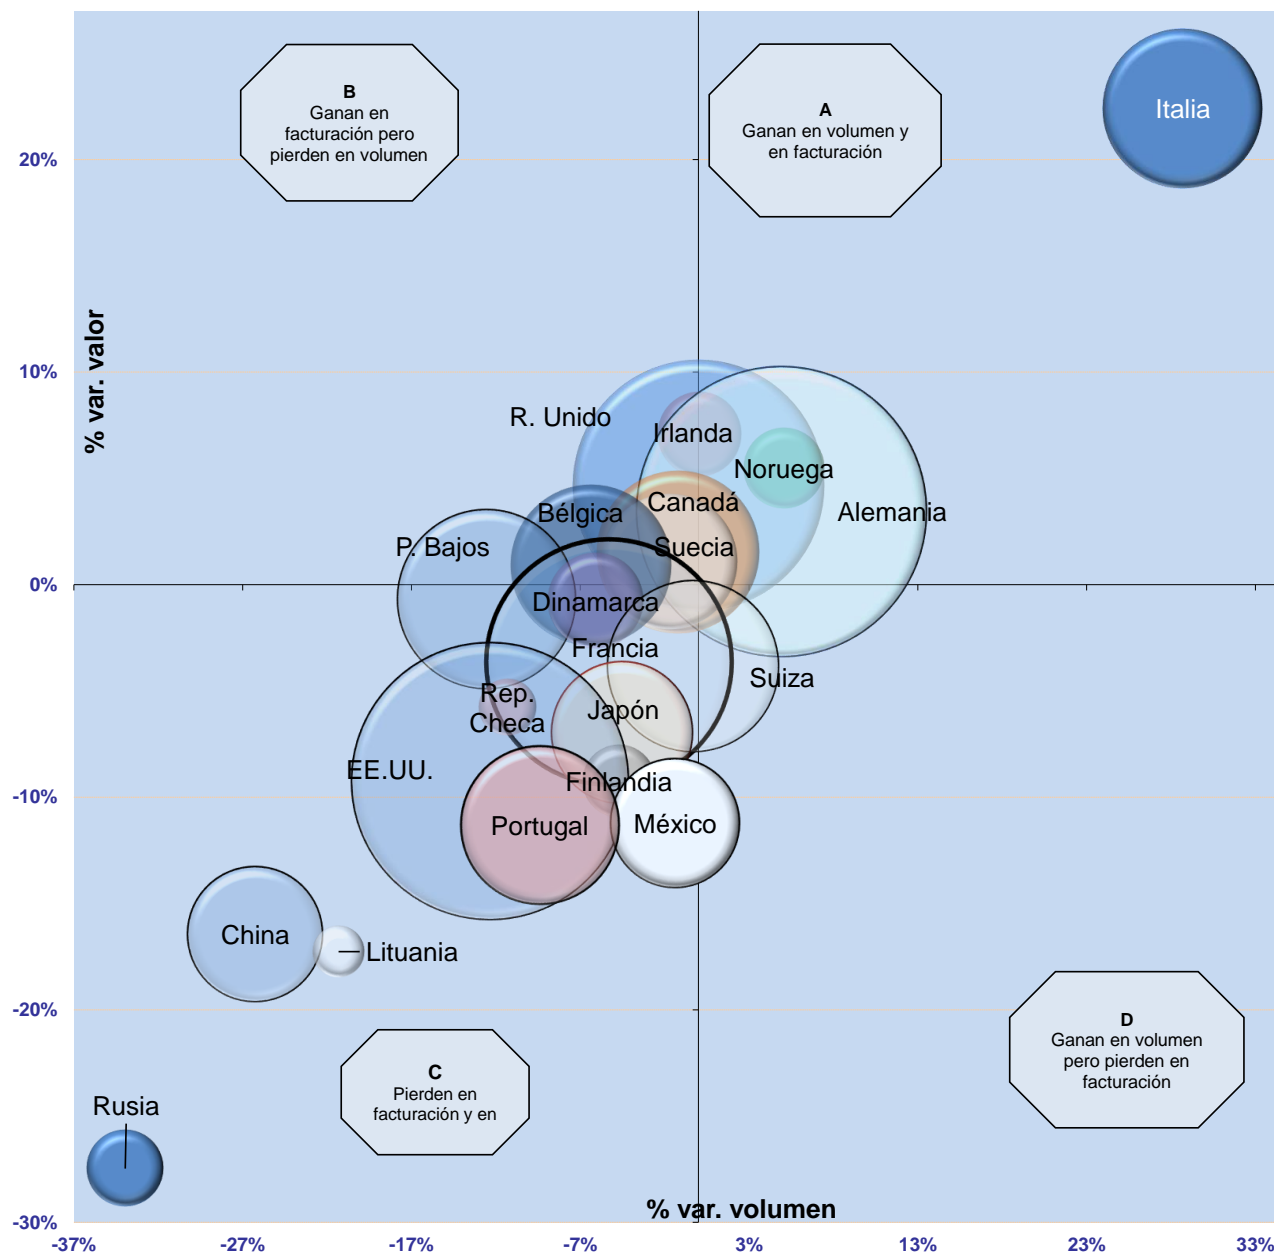 B
Ganan en
facturación pero
pierden en volumen
A
Ganan en volumen y
en facturación
Italia
20%
% var. valor
10%
R. Unido
Irlanda
Noruega
Canadá
Bélgica
Alemania
P. Bajos
Suecia
0%
Dinamarca
Francia
Suiza
Rep.
Checa
Japón
EE.UU.
Finlandia
-10%
Portugal
México
China
Lituania
-20%
D
Ganan en volumen
pero pierden en
facturación
C
Pierden en
facturación y en
Rusia
% var. volumen
-30%
-37%
-27%
-17%
-7%
3%
13%
23%
33%